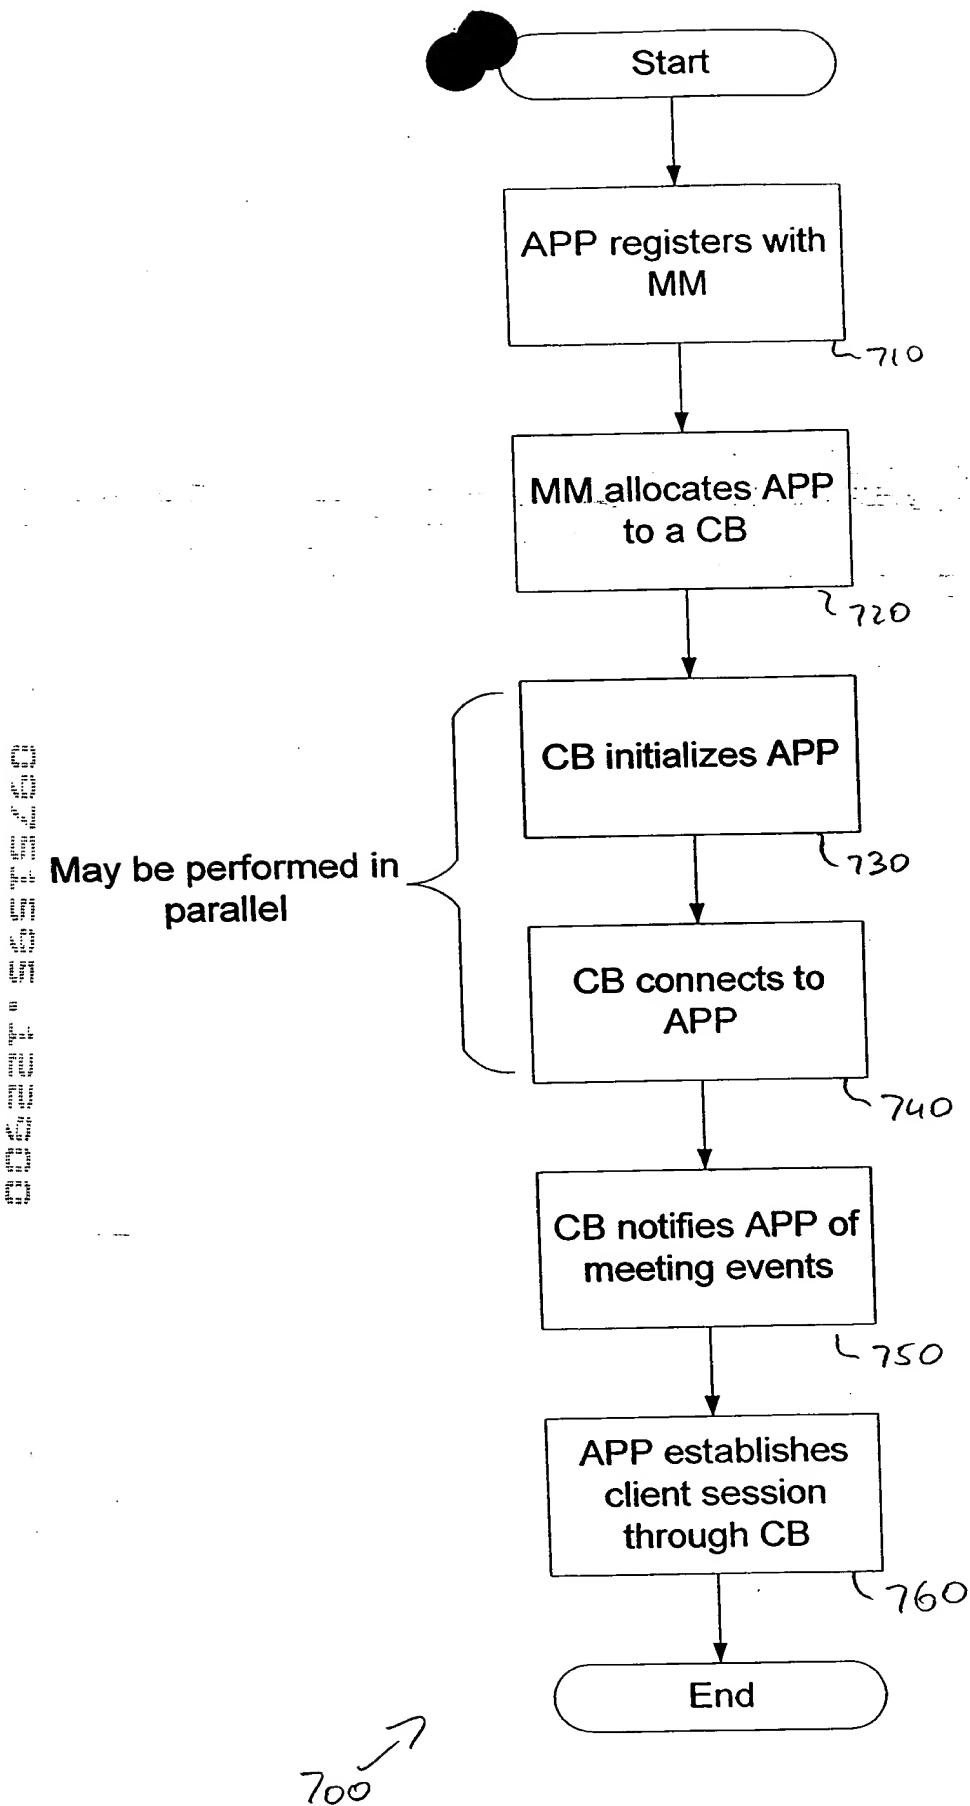 Start
APP registers with
MM
710
MM allocates APP
to a CB
720
CB initializes APP
730
May be performed in
parallel
CB connects to
APP
740
CB notifies APP of
meeting events
750
APP establishes
client session
through CB
760
End
700
09751595.122900